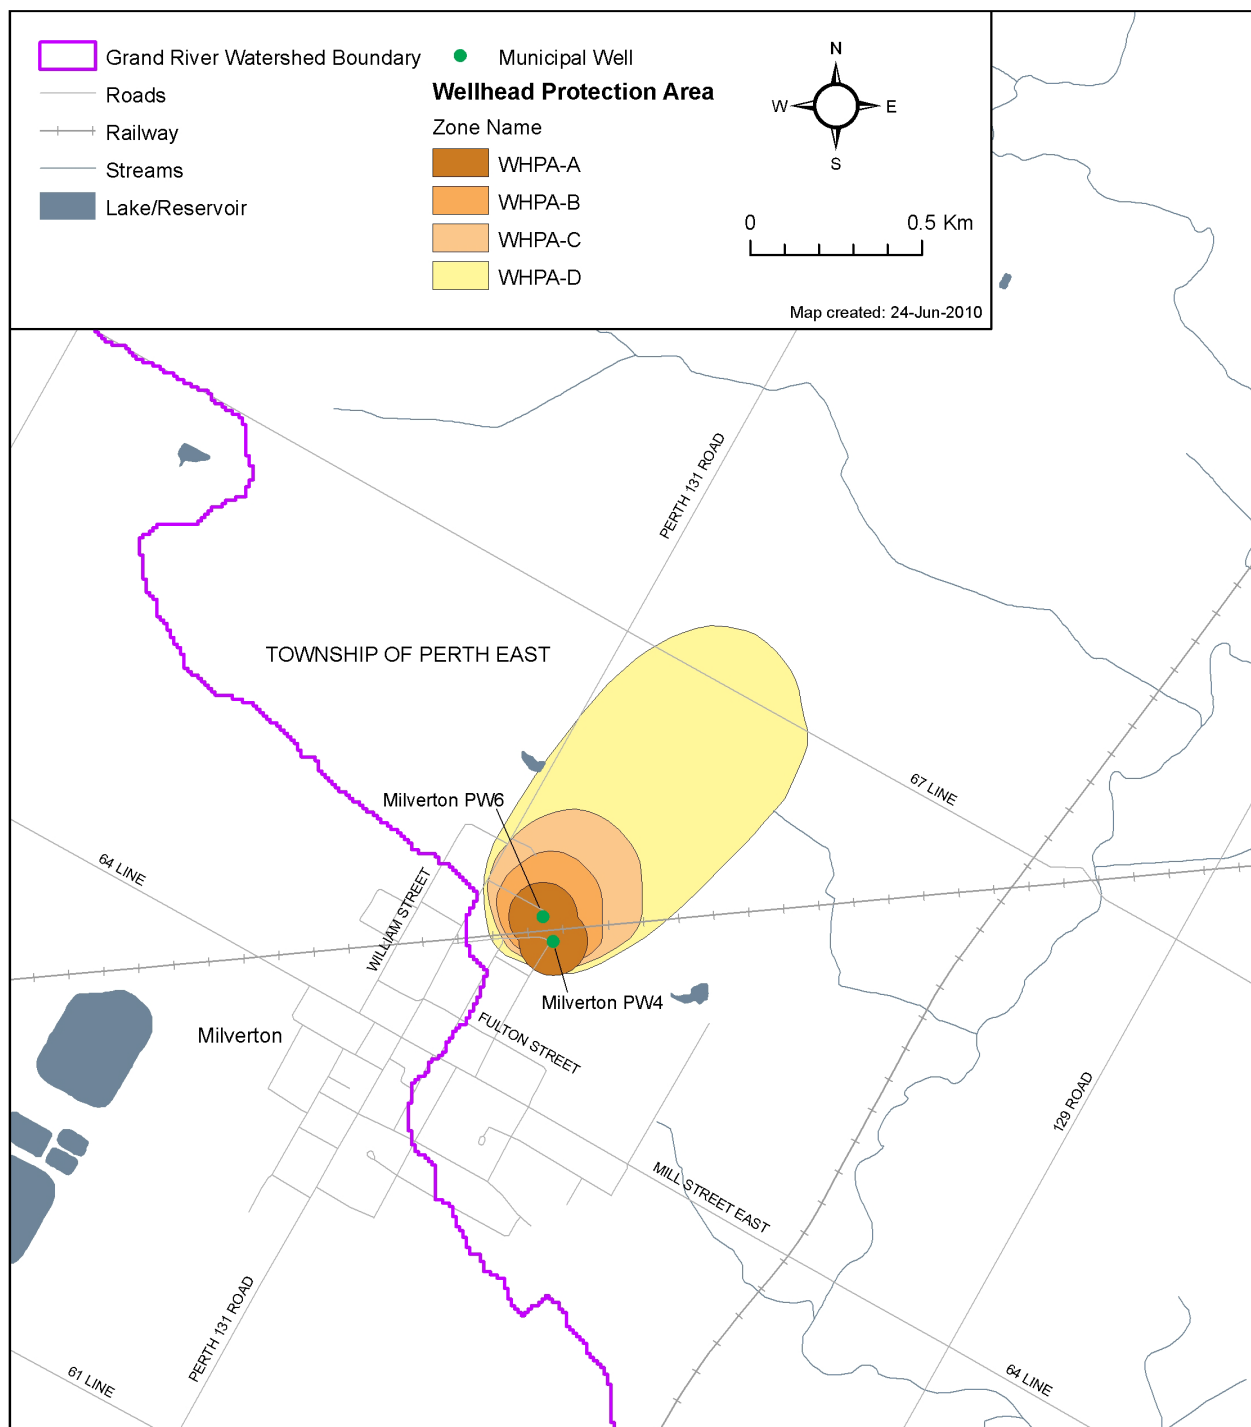 Grand River Watershed Boundary
Roads
Railway
Streams
Lake/Reservoir
Municipal Well
Wellhead Protection Area
Zone Name
WHPA-A
WHPA-B
WHPA-C
WHPA-D
N
W
E
S
0
0.5 Km
Map created: 24-Jun-2010
PERTH 131 ROAD
TOWNSHIP OF PERTH EAST
67 LINE
Milverton PW6
64 LINE
WILLIAM STREET
Milverton PW4
Milverton
FULTON STREET
129 ROAD
MILL STREET EAST
PERTH 131 ROAD
61 LINE
64 LINE